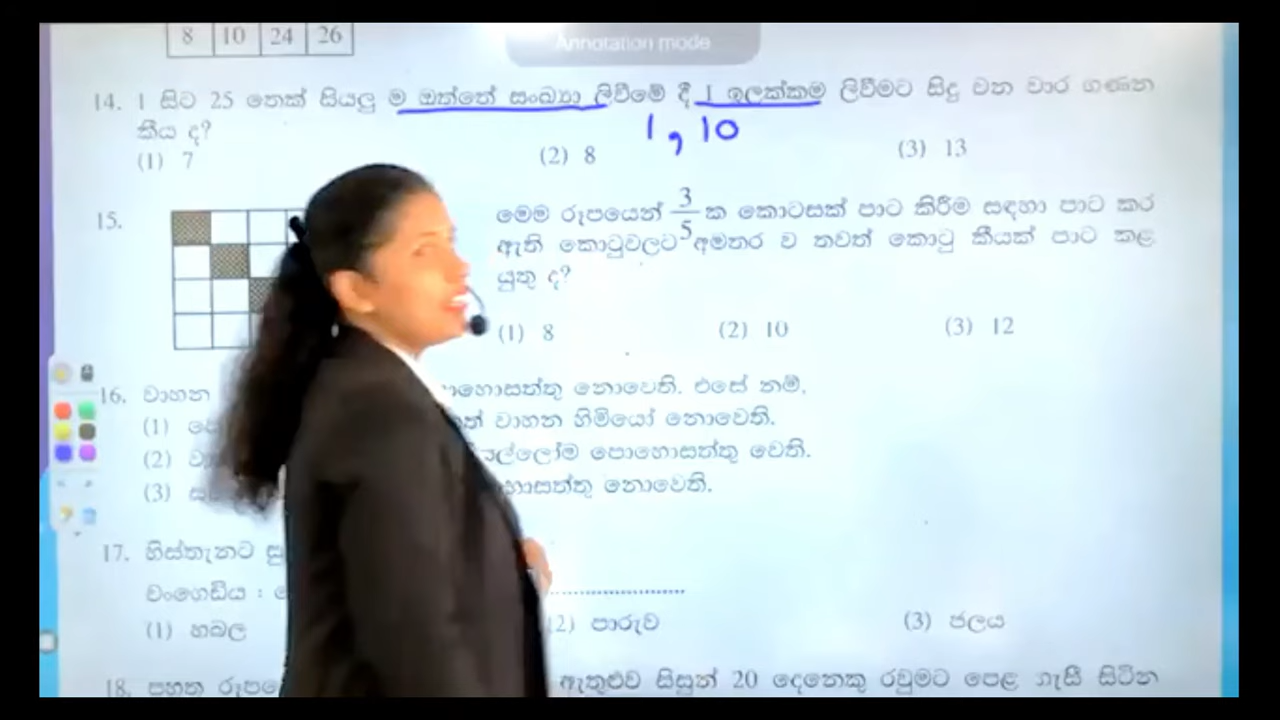 8 10 24 26
Annotation mode
14. 1 සිට 25 තෙක් සියලු ම ඔත්තේ සංඛ්‍යා ලිවීමේ දී 1 ඉලක්කම ලිවීමට සිදු වන වාර ගණන
කීය ද?
1 , 10
(1) 7 (2) 8 (3) 13
15. මෙම රූපයෙන් 3/5 ක කොටසක් පාට කිරීම සඳහා පාට කර
ඇති කොටුවලට අමතර ව තවත් කොටු කීයක් පාට කළ
යුතු ද?
(1) 8 (2) 10 (3) 12
16. වාහන පොහොසත්තු නොවෙති. එසේ නම්,
(1) වාහන හිමියෝ නොවෙති.
(2) සියල්ලෝම පොහොසත්තු වෙති.
(3) පොහොසත්තු නොවෙති.
17. හිස්තැනට
වංගෙඩිය :
(1) හබල (2) පාරුව (3) ජලය
18. පහත ඇතුළුව සිසුන් 20 දෙනෙකු රවුමට පෙළ ගැසී සිටින